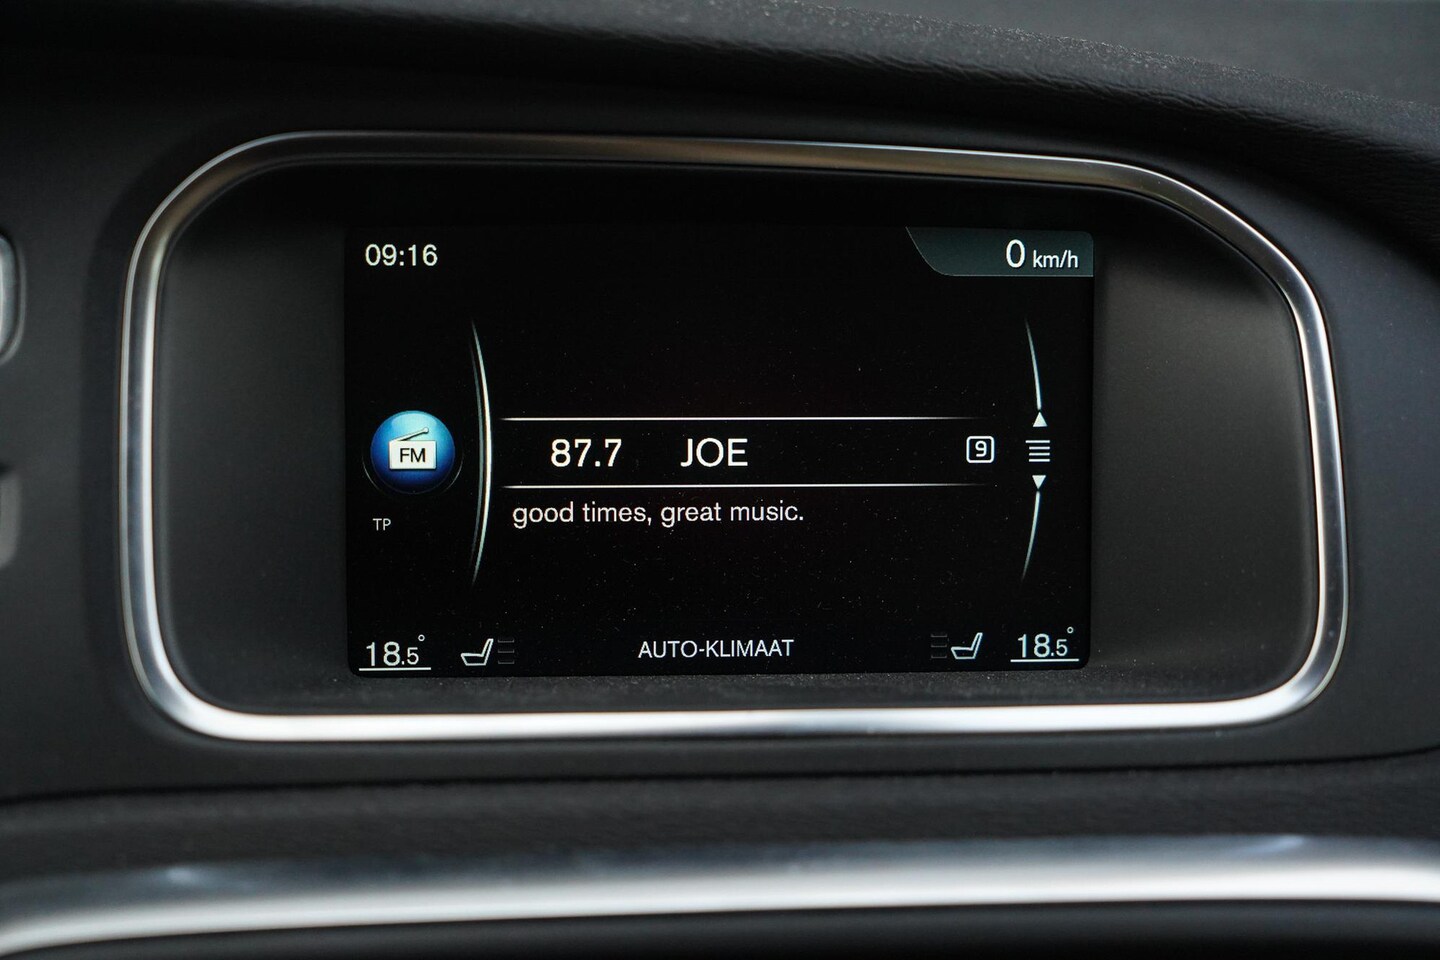 09:16
0 km/h
FM
87.7 JOE 9
good times, great music.
TP
18.5° AUTO-KLIMAAT 18.5°